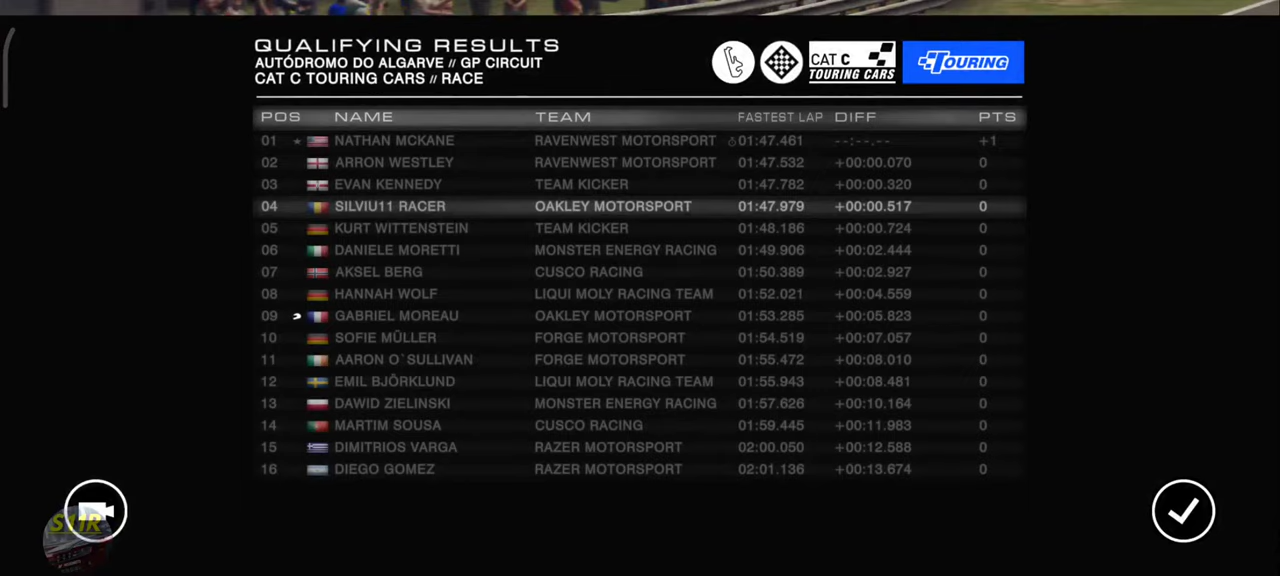 QUALIFYING RESULTS
AUTÓDROMO DO ALGARVE // GP CIRCUIT
CAT C TOURING CARS // RACE
CAT C
TOURING CARS
TOURING
POS NAME TEAM FASTEST LAP DIFF PTS
01 NATHAN MCKANE RAVENWEST MOTORSPORT 01:47.461 --:--.-- +1
02 ARRON WESTLEY RAVENWEST MOTORSPORT 01:47.532 +00:00.070 0
03 EVAN KENNEDY TEAM KICKER 01:47.782 +00:00.320 0
04 SILVIU11 RACER OAKLEY MOTORSPORT 01:47.979 +00:00.517 0
05 KURT WITTENSTEIN TEAM KICKER 01:48.186 +00:00.724 0
06 DANIELE MORETTI MONSTER ENERGY RACING 01:49.906 +00:02.444 0
07 AKSEL BERG CUSCO RACING 01:50.389 +00:02.927 0
08 HANNAH WOLF LIQUI MOLY RACING TEAM 01:52.021 +00:04.559 0
09 GABRIEL MOREAU OAKLEY MOTORSPORT 01:53.285 +00:05.823 0
10 SOFIE MÛLLER FORGE MOTORSPORT 01:54.519 +00:07.057 0
11 AARON O`SULLIVAN FORGE MOTORSPORT 01:55.472 +00:08.010 0
12 EMIL BJÕRKLUND LIQUI MOLY RACING TEAM 01:55.943 +00:08.481 0
13 DAWID ZIELINSKI MONSTER ENERGY RACING 01:57.626 +00:10.164 0
14 MARTIM SOUSA CUSCO RACING 01:59.445 +00:11.983 0
15 DIMITRIOS VARGA RAZER MOTORSPORT 02:00.050 +00:12.588 0
16 DIEGO GOMEZ RAZER MOTORSPORT 02:01.136 +00:13.674 0
S11R